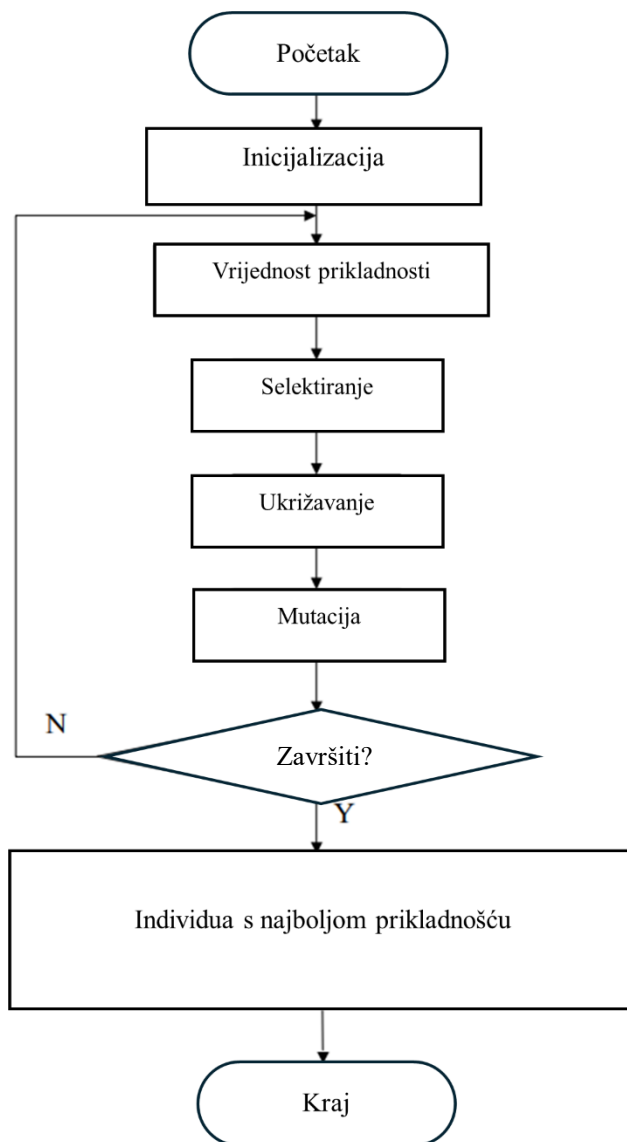 Početak
Inicijalizacija
Vrijednost prikladnosti
Selektiranje
Ukrižavanje
Mutacija
N
Završiti?
Y
Individua s najboljom prikladnošću
Kraj